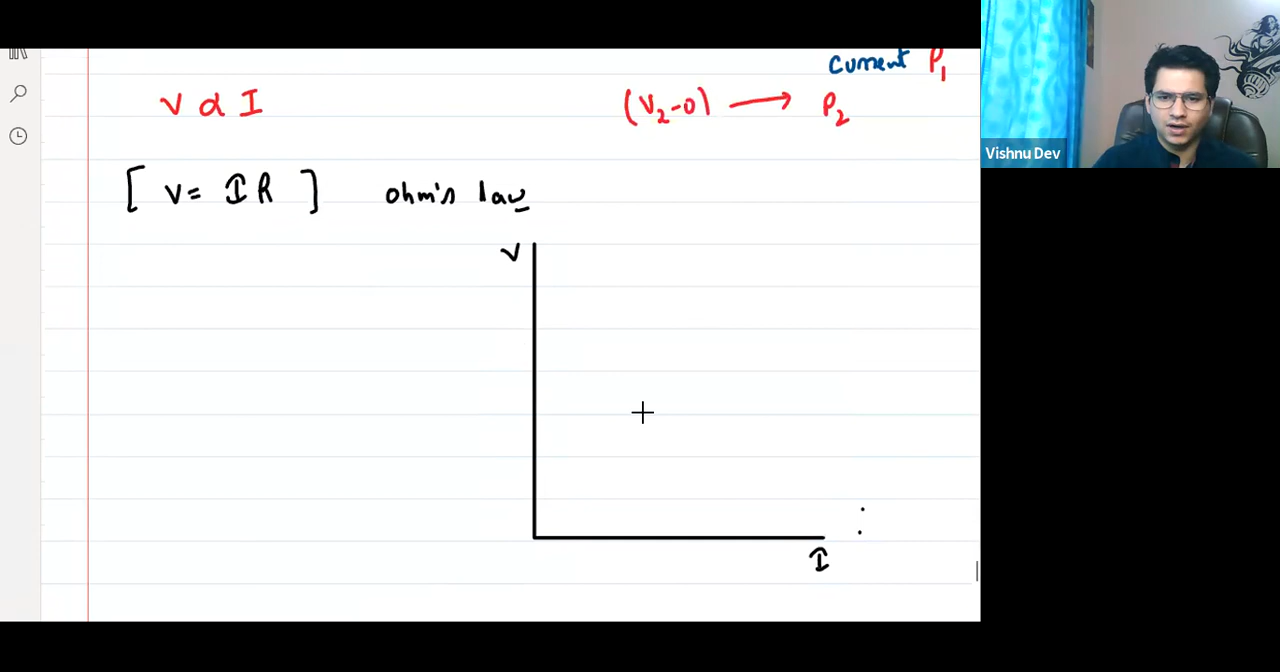 current P₁
V α I (V₂-0) ⟶ P₂
[ V = IR ] ohm's law
V
I
Vishnu Dev